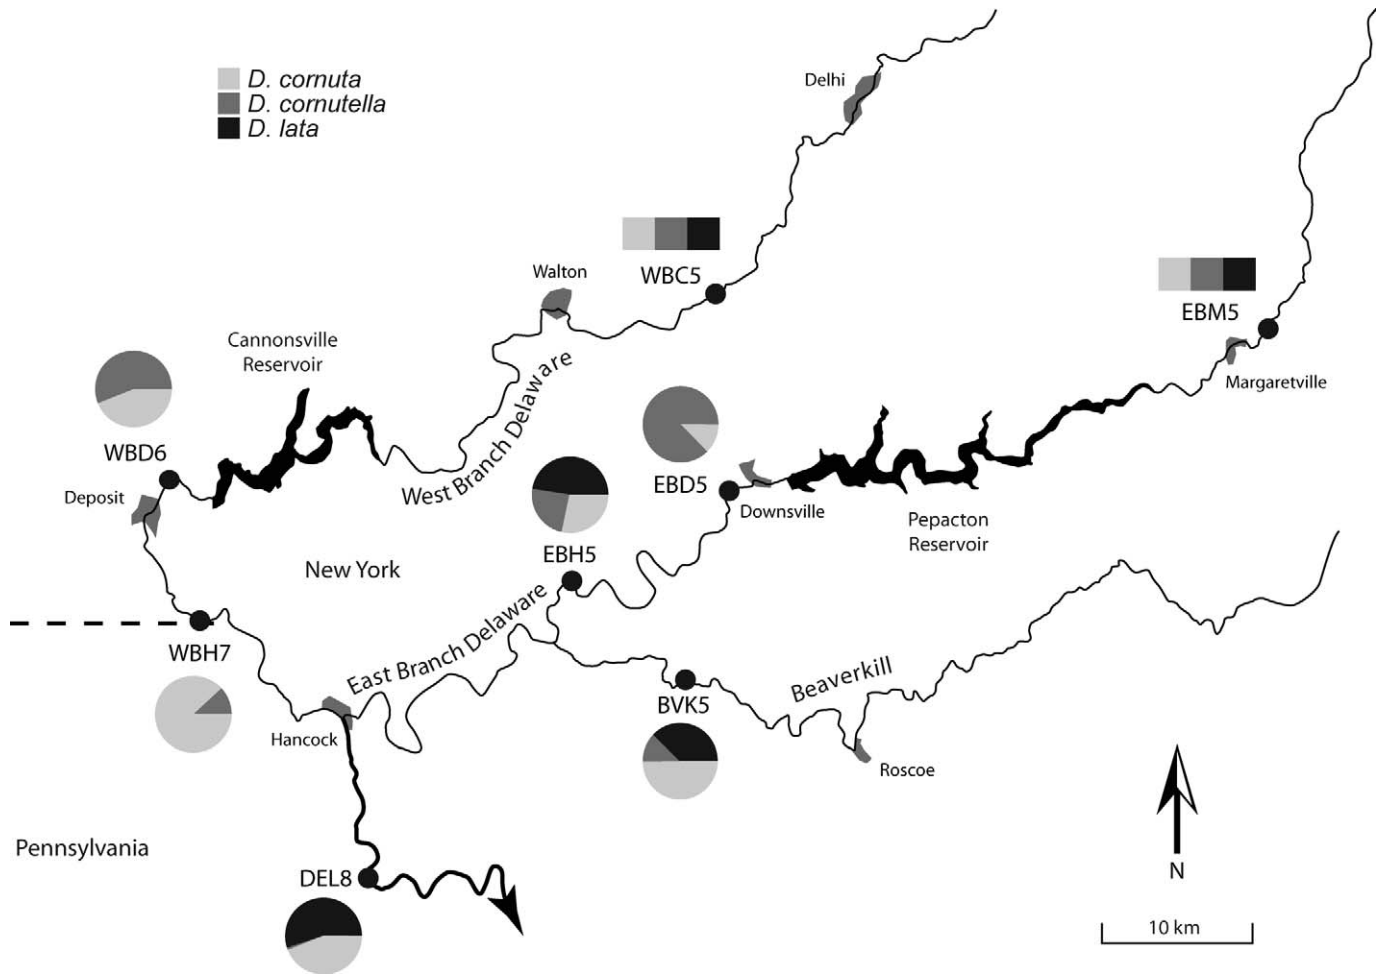 D. cornuta
D. cornutella
D. lata
Delhi
WBC5
Walton
EBM5
Margaretville
Cannonsville
Reservoir
West Branch Delaware
WBD6
Deposit
EBD5
Downsville
Pepacton
Reservoir
EBH5
New York
East Branch Delaware
WBH7
Hancock
BVK5
Beaverkill
Roscoe
Pennsylvania
DEL8
N
10 km